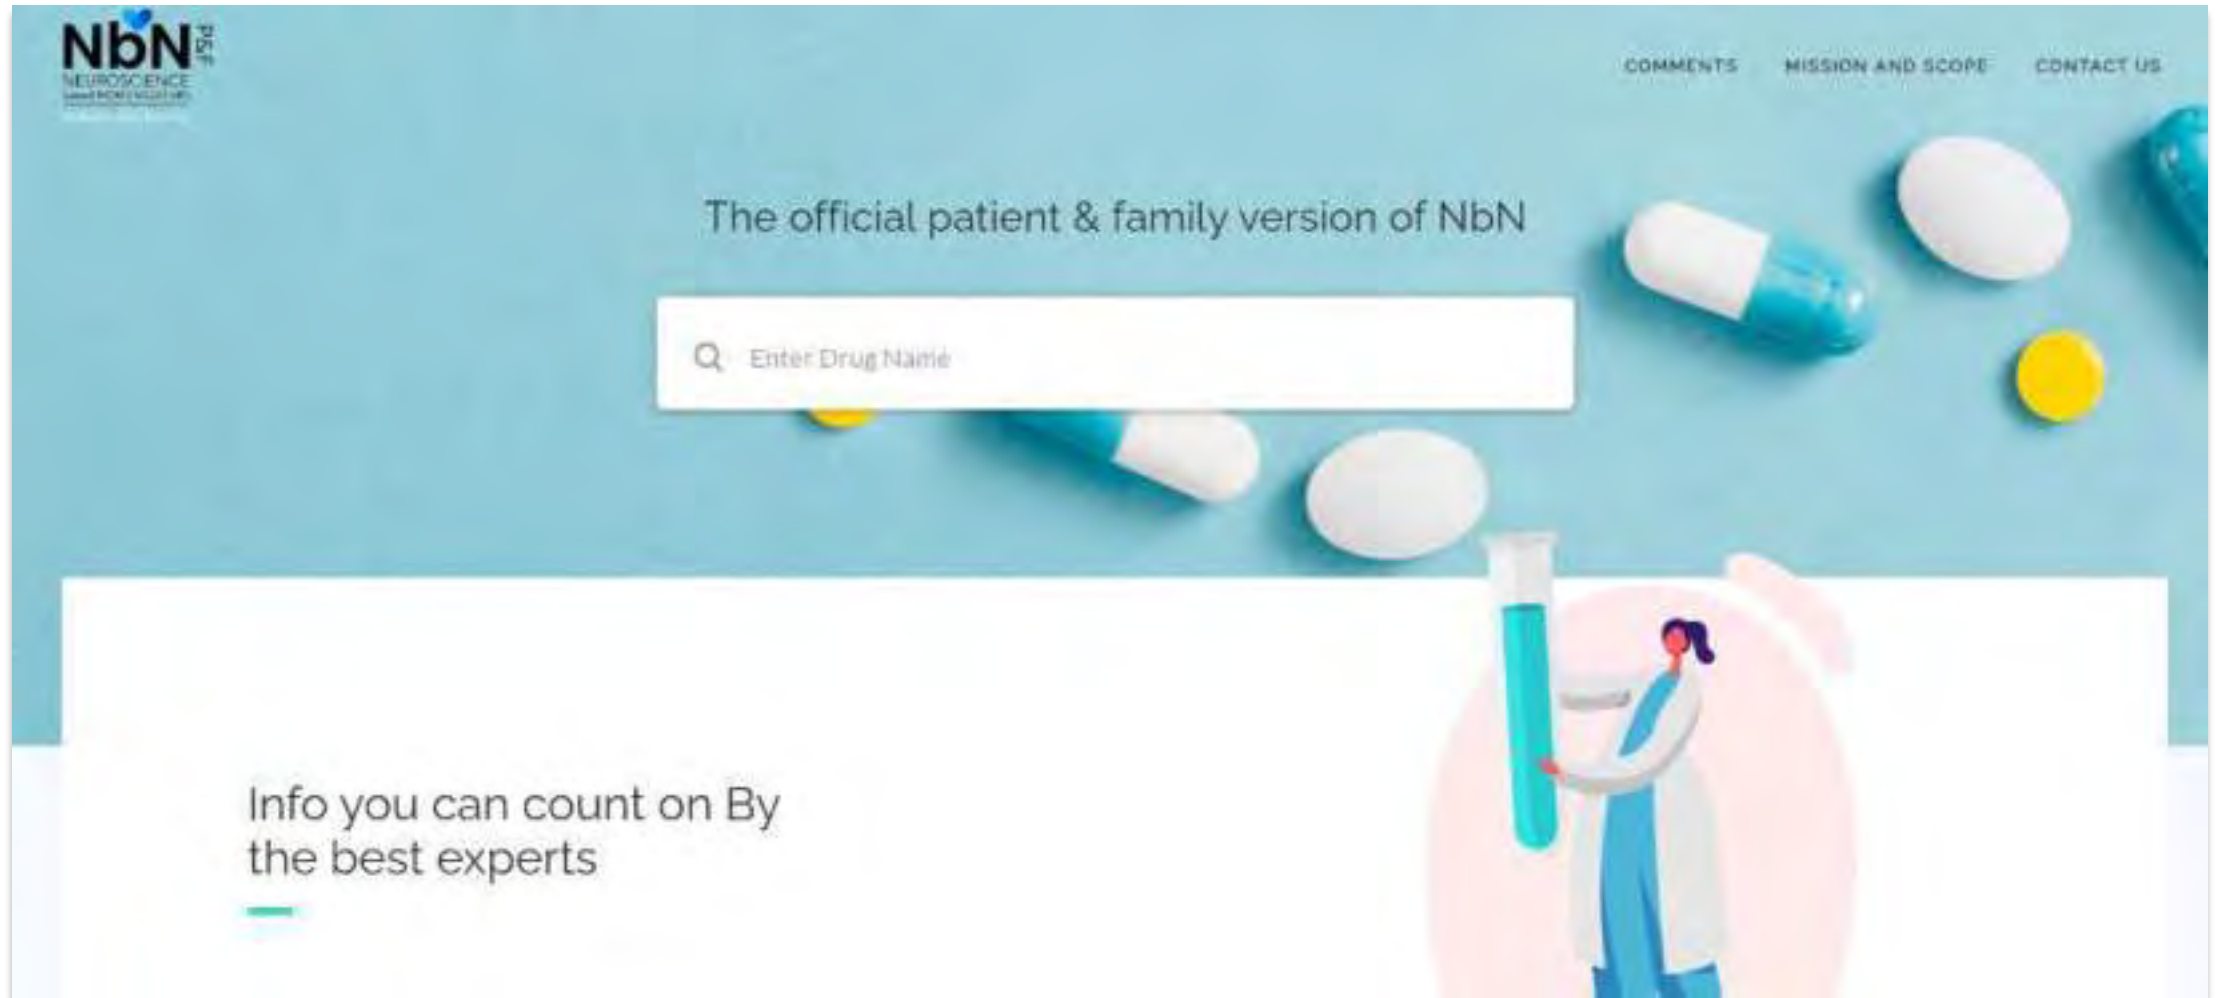 NbN
P&F
NEUROSCIENCE
COMMENTS
MISSION AND SCOPE
CONTACT US
The official patient & family version of NbN
Enter Drug Name
Info you can count on By
the best experts